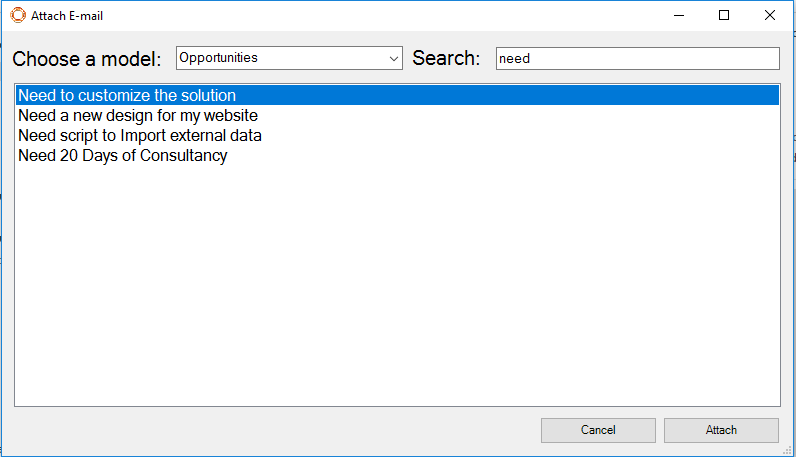 Attach E-mail
Choose a model: Opportunities Search: need
Need to customize the solution
Need a new design for my website
Need script to Import external data
Need 20 Days of Consultancy
Cancel Attach